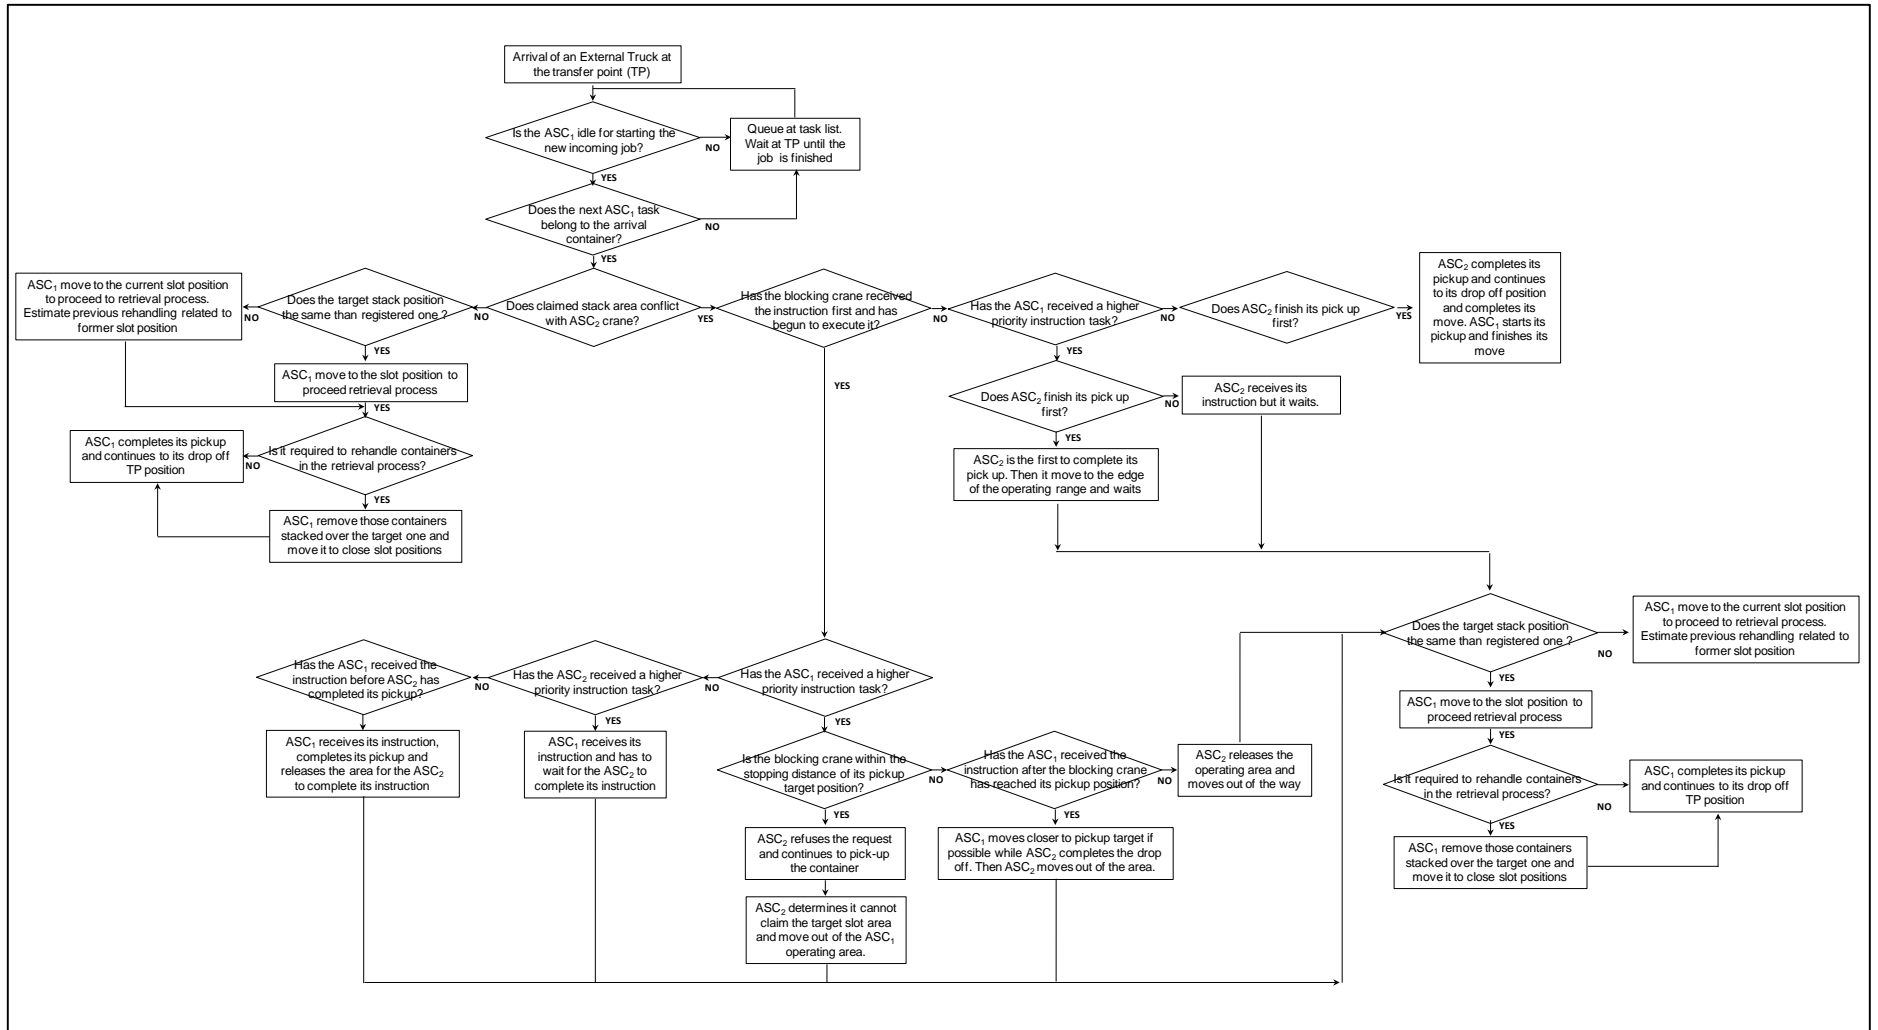 Arrival of an External Truck at
the transfer point (TP)
Is the ASC₁ idle for starting the
new incoming job?
NO
Queue at task list.
Wait at TP until the
job is finished
YES
Does the next ASC₁ task
belong to the arrival
container?
NO
YES
ASC₁ move to the current slot position
to proceed to retrieval process.
Estimate previous rehandling related to
former slot position
NO
Does the target stack position
the same than registered one ?
NO
Does claimed stack area conflict
with ASC₂ crane?
YES
Has the blocking crane received
the instruction first and has
begun to execute it?
NO
Has the ASC₁ received a higher
priority instruction task?
NO
Does ASC₂ finish its pick up
first?
YES
ASC₂ completes its
pickup and continues
to its drop off position
and completes its
move. ASC₁ starts its
pickup and finishes its
move
YES
ASC₁ move to the slot position to
proceed retrieval process
YES
ASC₁ completes its pickup
and continues to its drop off
TP position
NO
Is it required to rehandle containers
in the retrieval process?
YES
ASC₁ remove those containers
stacked over the target one and
move it to close slot positions
YES
YES
Does ASC₂ finish its pick up
first?
NO
ASC₂ receives its
instruction but it waits.
YES
ASC₂ is the first to complete its
pick up. Then it move to the edge
of the operating range and waits
Has the ASC₁ received the
instruction before ASC₂ has
completed its pickup?
NO
Has the ASC₂ received a higher
priority instruction task?
NO
Has the ASC₁ received a higher
priority instruction task?
YES
ASC₁ receives its instruction,
completes its pickup and
releases the area for the ASC₂
to complete its instruction
YES
ASC₁ receives its
instruction and has to
wait for the ASC₂ to
complete its instruction
YES
Is the blocking crane within the
stopping distance of its pickup
target position?
NO
Has the ASC₁ received the
instruction after the blocking crane
has reached its pickup position?
NO
ASC₂ releases the
operating area and
moves out of the way
YES
ASC₂ refuses the request
and continues to pick-up
the container
YES
ASC₁ moves closer to pickup target if
possible while ASC₂ completes the drop
off. Then ASC₂ moves out of the area.
ASC₂ determines it cannot
claim the target slot area
and move out of the ASC₁
operating area.
Does the target stack position
the same than registered one ?
NO
ASC₁ move to the current slot position
to proceed to retrieval process.
Estimate previous rehandling related to
former slot position
YES
ASC₁ move to the slot position to
proceed retrieval process
YES
Is it required to rehandle containers
in the retrieval process?
NO
ASC₁ completes its pickup
and continues to its drop off
TP position
YES
ASC₁ remove those containers
stacked over the target one and
move it to close slot positions